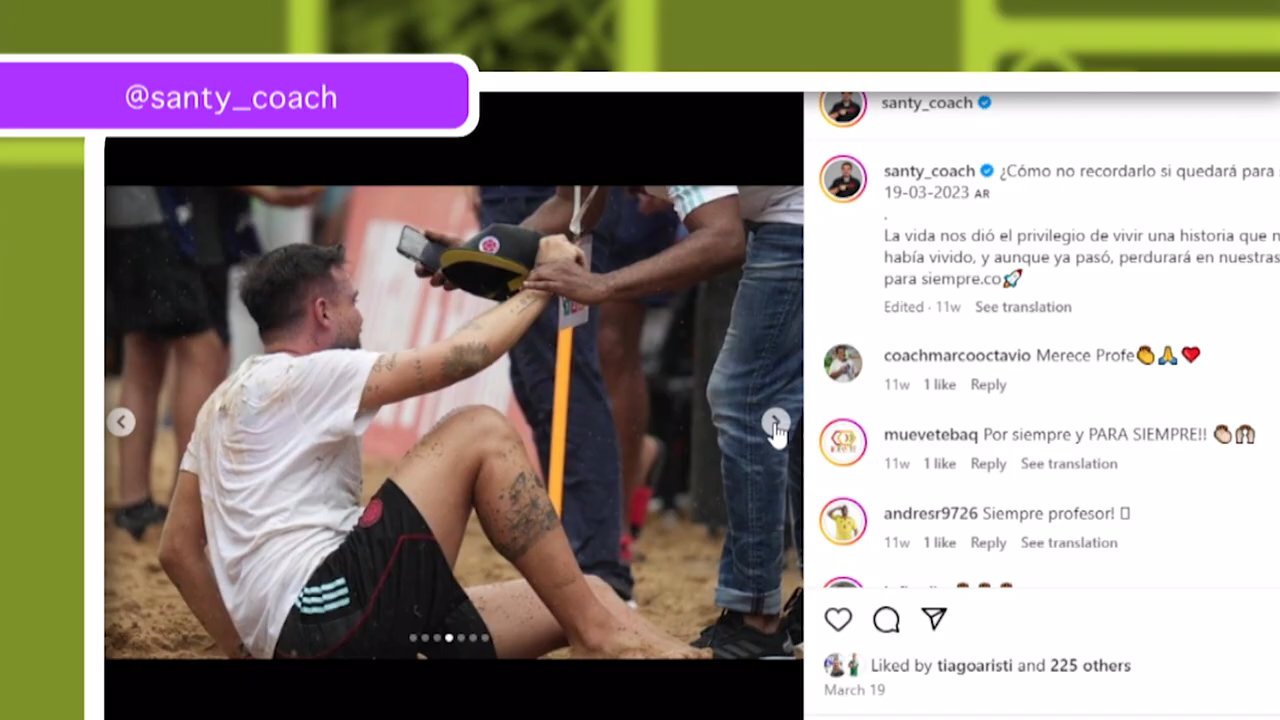 @santy_coach
santy_coach
santy_coach ¿Cómo no recordarlo si quedará para
19-03-2023 AR
.
La vida nos dió el privilegio de vivir una historia que
había vivido, y aunque ya pasó, perdurará en nuestras
para siempre.co🚀
Edited · 11w See translation
coachmarcooctavio Merece Profe👏🙏❤️
11w 1 like Reply
muevetebaq Por siempre y PARA SIEMPRE!! 👏🙌
11w 1 like Reply See translation
andresr9726 Siempre profesor!
11w 1 like Reply See translation
Liked by tiagoaristi and 225 others
March 19